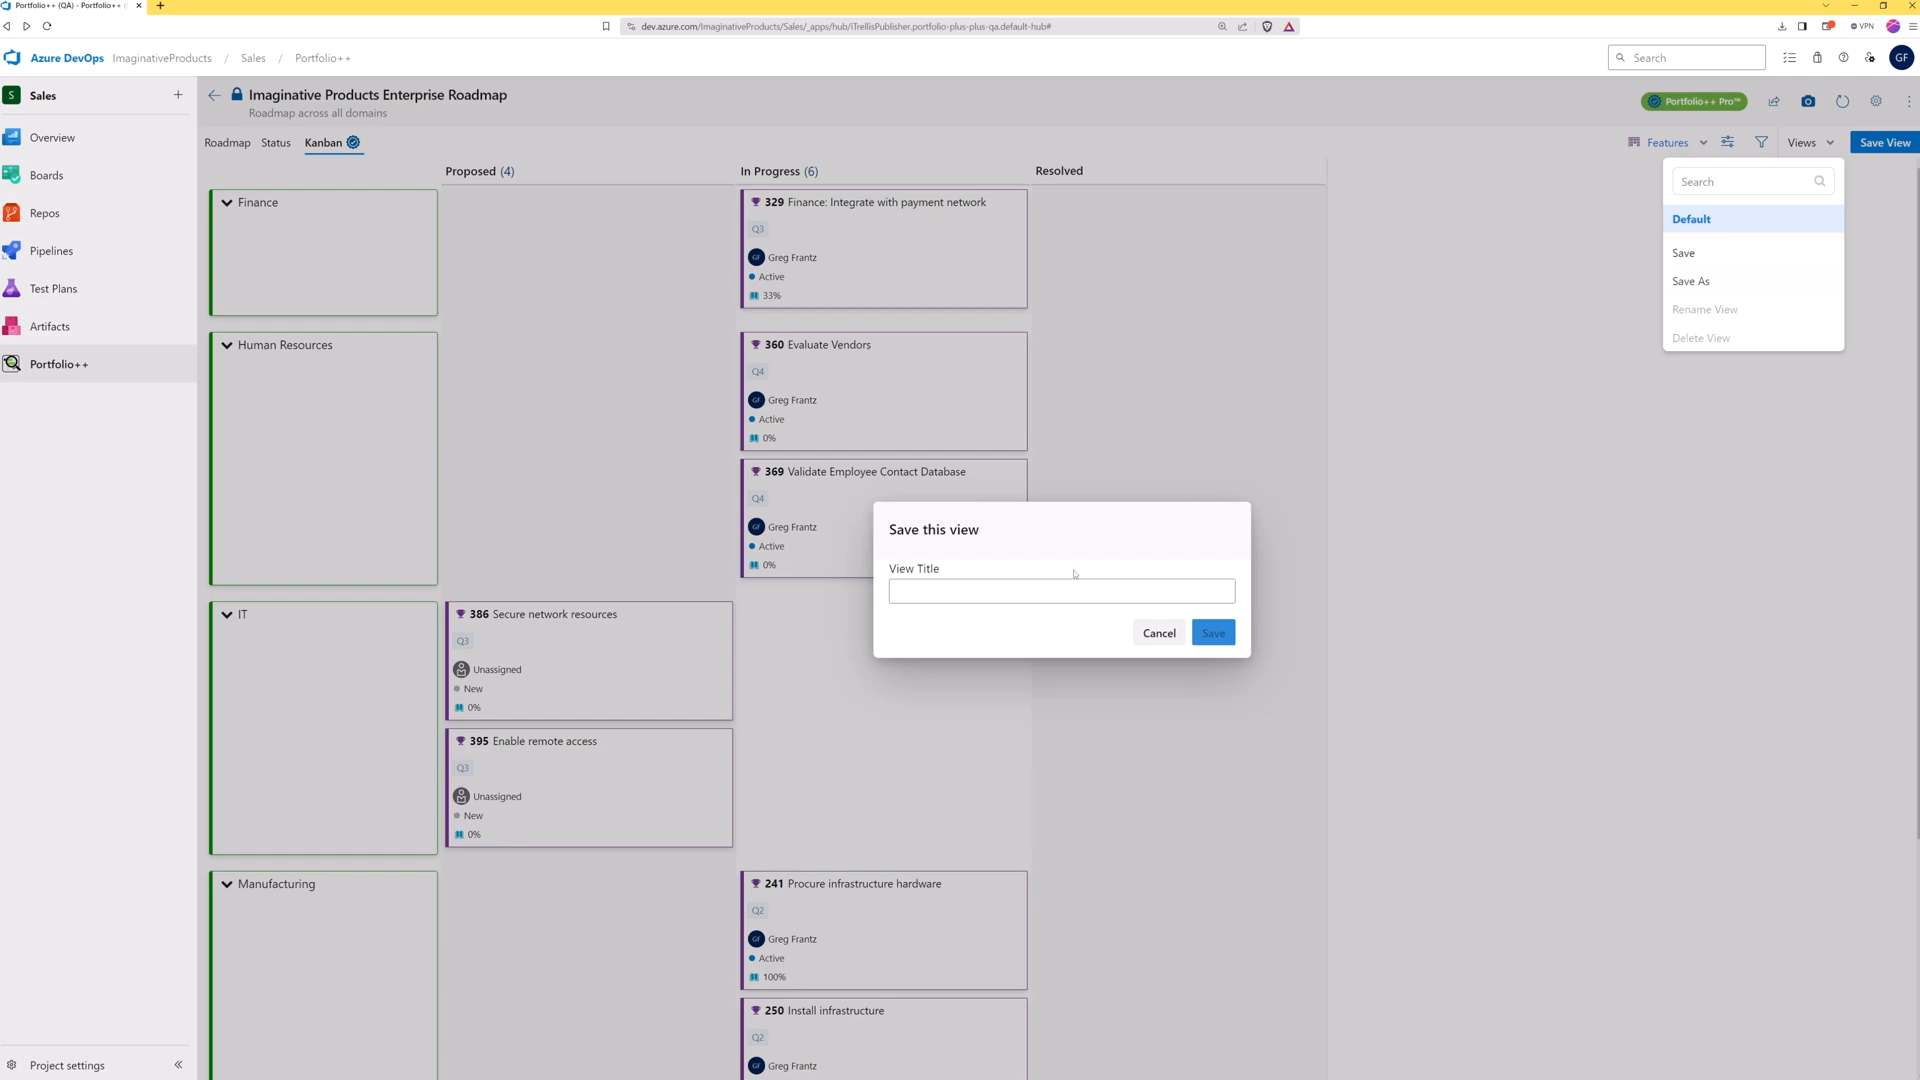 Portfolio++ (QA) - Portfolio++
dev.azure.com/ImaginativeProducts/Sales/_apps/hub/iTrellisPublisher.portfolio-plus-plus-qa.default-hub#
VPN
Azure DevOps ImaginativeProducts / Sales / Portfolio++
Search
GF
S Sales
Overview
Boards
Repos
Pipelines
Test Plans
Artifacts
Portfolio++
Project settings
Imaginative Products Enterprise Roadmap
Roadmap across all domains
Portfolio++ Pro™
Roadmap Status Kanban
Features
Views
Save View
Proposed (4)
In Progress (6)
Resolved
Search
Default
Save
Save As
Rename View
Delete View
Finance
329 Finance: Integrate with payment network
Q3
GF Greg Frantz
Active
33%
Human Resources
360 Evaluate Vendors
Q4
GF Greg Frantz
Active
0%
369 Validate Employee Contact Database
Q4
GF Greg Frantz
Active
0%
Save this view
View Title
Cancel
Save
IT
386 Secure network resources
Q3
Unassigned
New
0%
395 Enable remote access
Q3
Unassigned
New
0%
Manufacturing
241 Procure infrastructure hardware
Q2
GF Greg Frantz
Active
100%
250 Install infrastructure
Q2
GF Greg Frantz